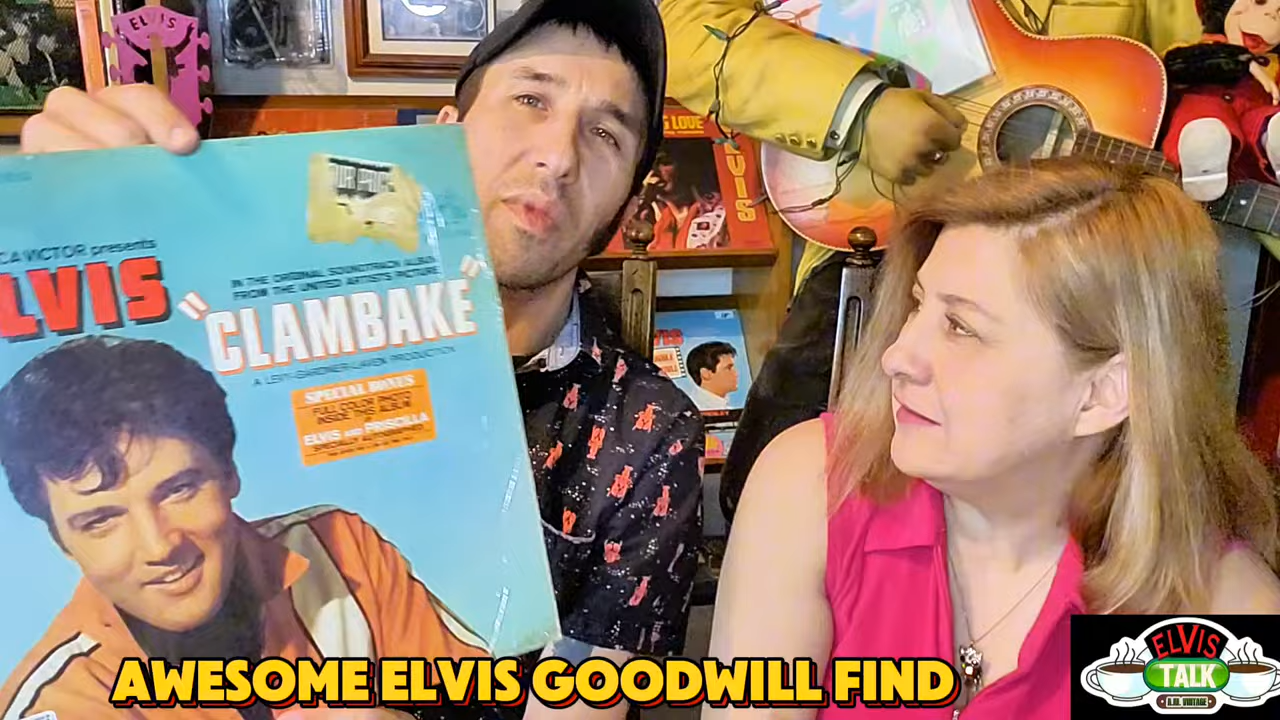 ELVIS
G LOVE
ELVIS
CA VICTOR presents
LVIS
IN THE ORIGINAL SOUNDTRACK ALBUM
FROM THE UNITED ARTISTS PICTURE
"CLAMBAKE"
A LEVY-GARDNER-LAVEN PRODUCTION
SPECIAL BONUS
FULL COLOR PHOTO
INSIDE THIS ALBUM
ELVIS AND PRISCILLA
AWESOME ELVIS GOODWILL FIND
ELVIS
TALK
A.M. VINTAGE